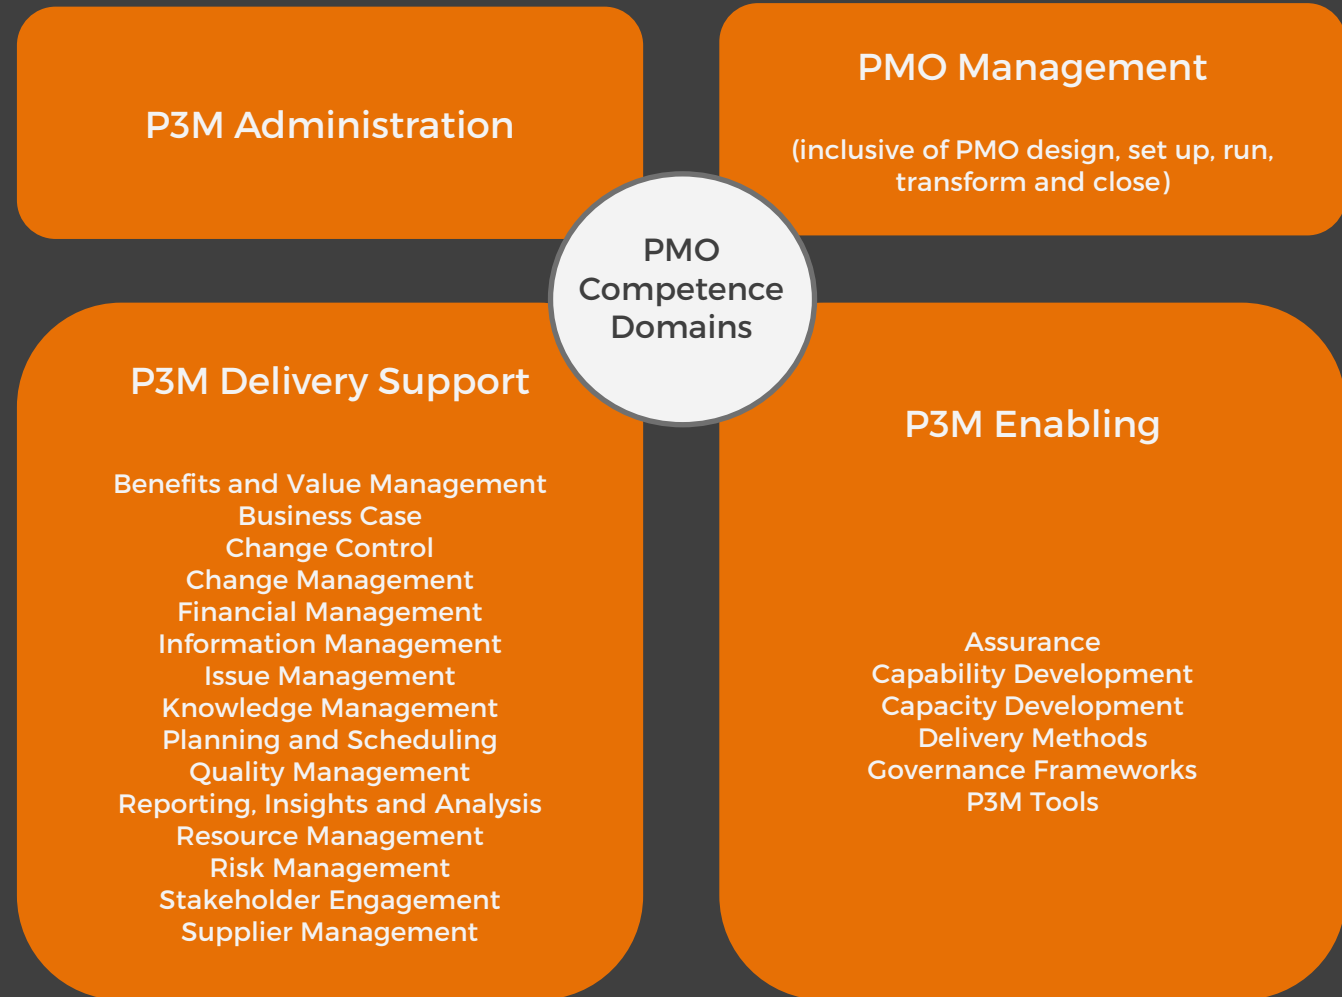 P3M Administration
PMO Management
(inclusive of PMO design, set up, run,
transform and close)
PMO
Competence
Domains
P3M Delivery Support
Benefits and Value Management
Business Case
Change Control
Change Management
Financial Management
Information Management
Issue Management
Knowledge Management
Planning and Scheduling
Quality Management
Reporting, Insights and Analysis
Resource Management
Risk Management
Stakeholder Engagement
Supplier Management
P3M Enabling
Assurance
Capability Development
Capacity Development
Delivery Methods
Governance Frameworks
P3M Tools